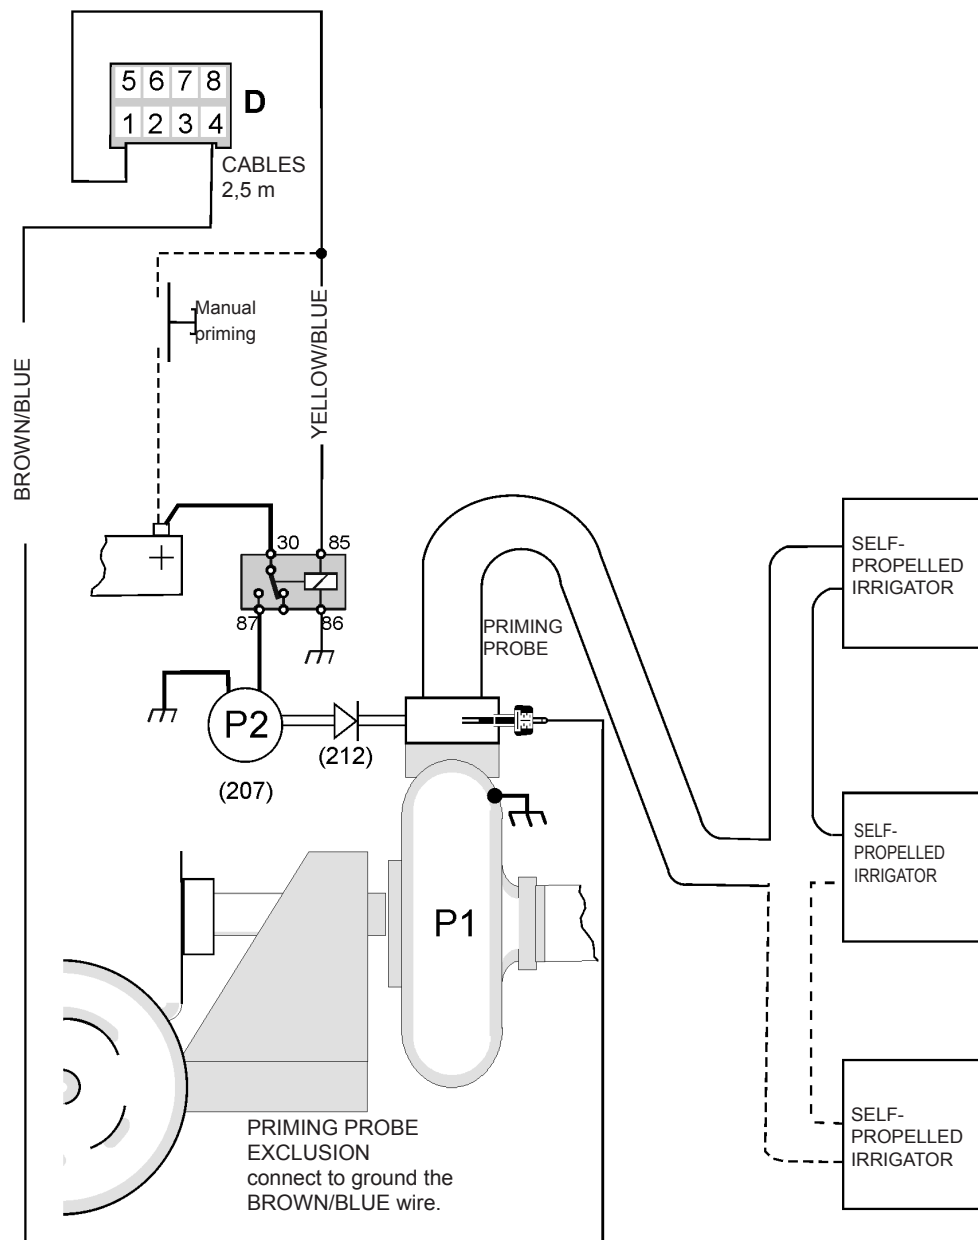 5 6 7 8
1 2 3 4
D
CABLES
2,5 m
Manual
priming
BROWN/BLUE
YELLOW/BLUE
+
30
85
87
86
P2
(207)
(212)
PRIMING
PROBE
P1
SELF-
PROPELLED
IRRIGATOR
SELF-
PROPELLED
IRRIGATOR
SELF-
PROPELLED
IRRIGATOR
PRIMING PROBE
EXCLUSION
connect to ground the
BROWN/BLUE wire.